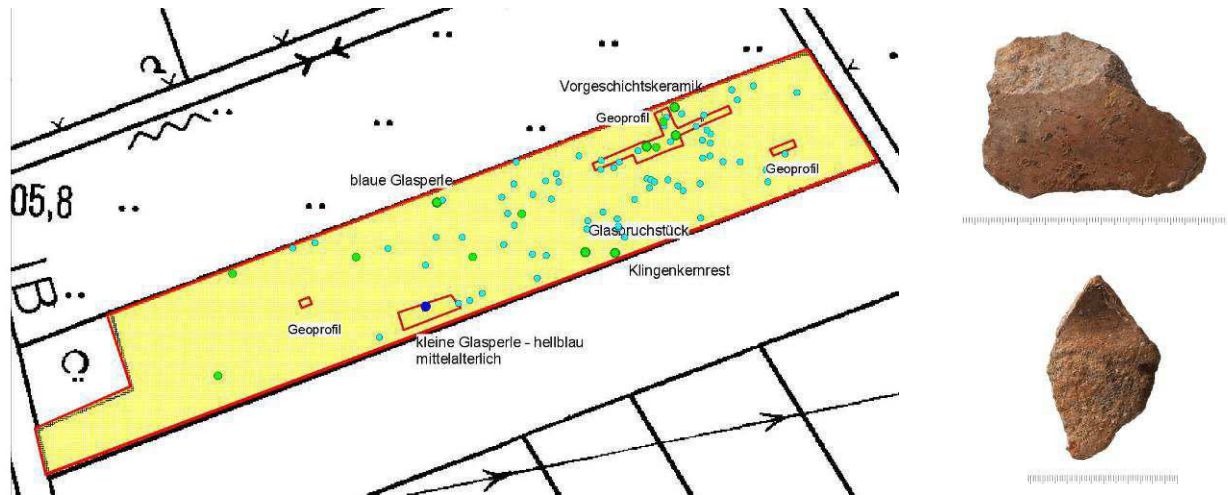 Vorgeschichtskeramik
Geoprofil
Geoprofil
blaue Glasperle
05,8
Glasbruchstück
Klingenkernrest
Geoprofil
kleine Glasperle - hellblau
mittelalterlich
B